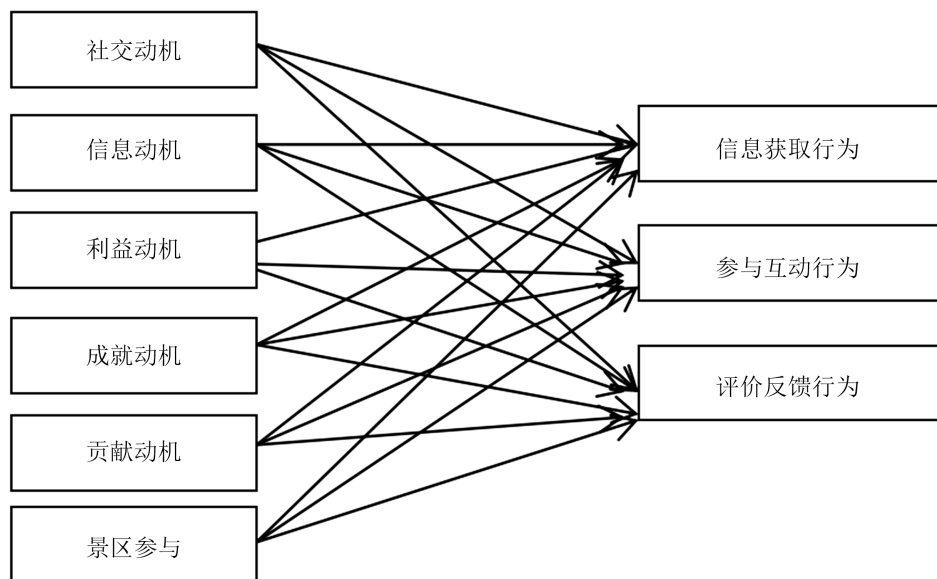 社交动机
信息动机
利益动机
成就动机
贡献动机
景区参与
信息获取行为
参与互动行为
评价反馈行为